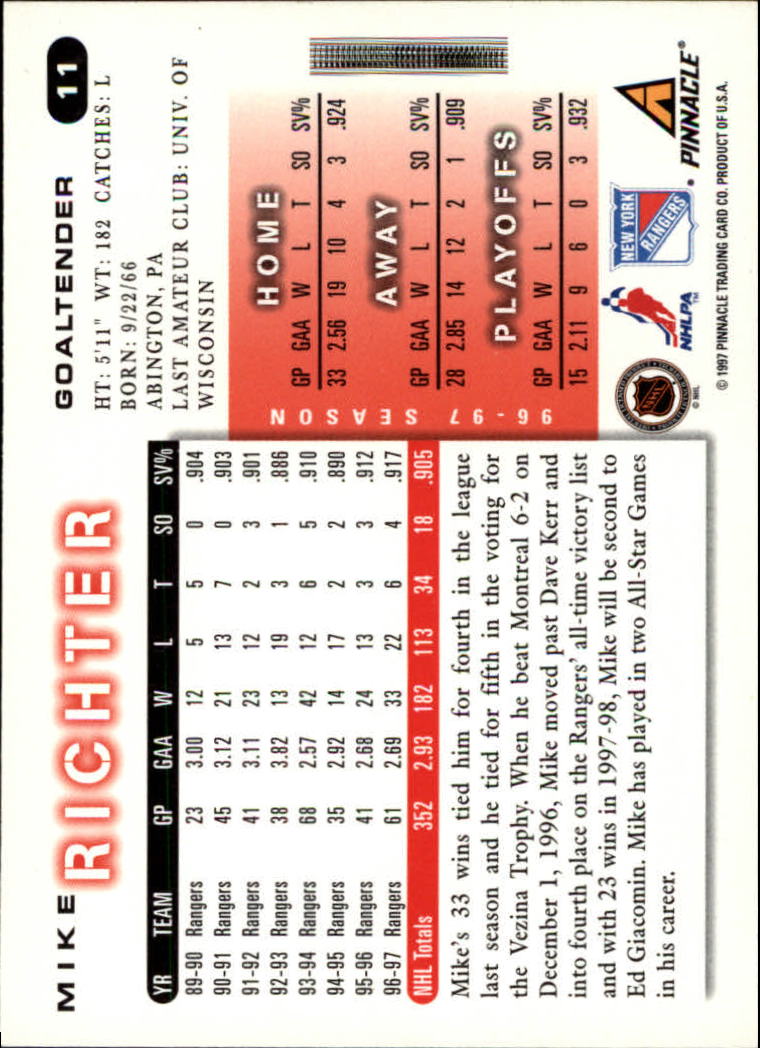 MIKE
RICHTER
GOALTENDER 11
HT: 5'11" WT: 182 CATCHES: L
BORN: 9/22/66
ABINGTON, PA
LAST AMATEUR CLUB: UNIV. OF
WISCONSIN
YR TEAM GP GAA W L T SO SV%
89-90 Rangers 23 3.00 12 5 5 0 .904
90-91 Rangers 45 3.12 21 13 7 0 .903
91-92 Rangers 41 3.11 23 12 2 3 .901
92-93 Rangers 38 3.82 13 19 3 1 .886
93-94 Rangers 68 2.57 42 12 6 5 .910
94-95 Rangers 35 2.92 14 17 2 2 .890
95-96 Rangers 41 2.68 24 13 3 3 .912
96-97 Rangers 61 2.69 33 22 6 4 .917
NHL Totals 352 2.93 182 113 34 18 .905
96-97 SEASON
HOME
GP GAA W L T SO SV%
33 2.56 19 10 4 3 .924
AWAY
GP GAA W L T SO SV%
28 2.85 14 12 2 1 .909
PLAYOFFS
GP GAA W L T SO SV%
15 2.11 9 6 0 3 .932
Mike's 33 wins tied him for fourth in the league
last season and he tied for fifth in the voting for
the Vezina Trophy. When he beat Montreal 6-2 on
December 1, 1996, Mike moved past Dave Kerr and
into fourth place on the Rangers' all-time victory list
and with 23 wins in 1997-98, Mike will be second to
Ed Giacomin. Mike has played in two All-Star Games
in his career.
NHL
© NHL
NHLPA™
NEW YORK
RANGERS
PINNACLE®
© 1997 PINNACLE TRADING CARD CO. PRODUCT OF U.S.A.